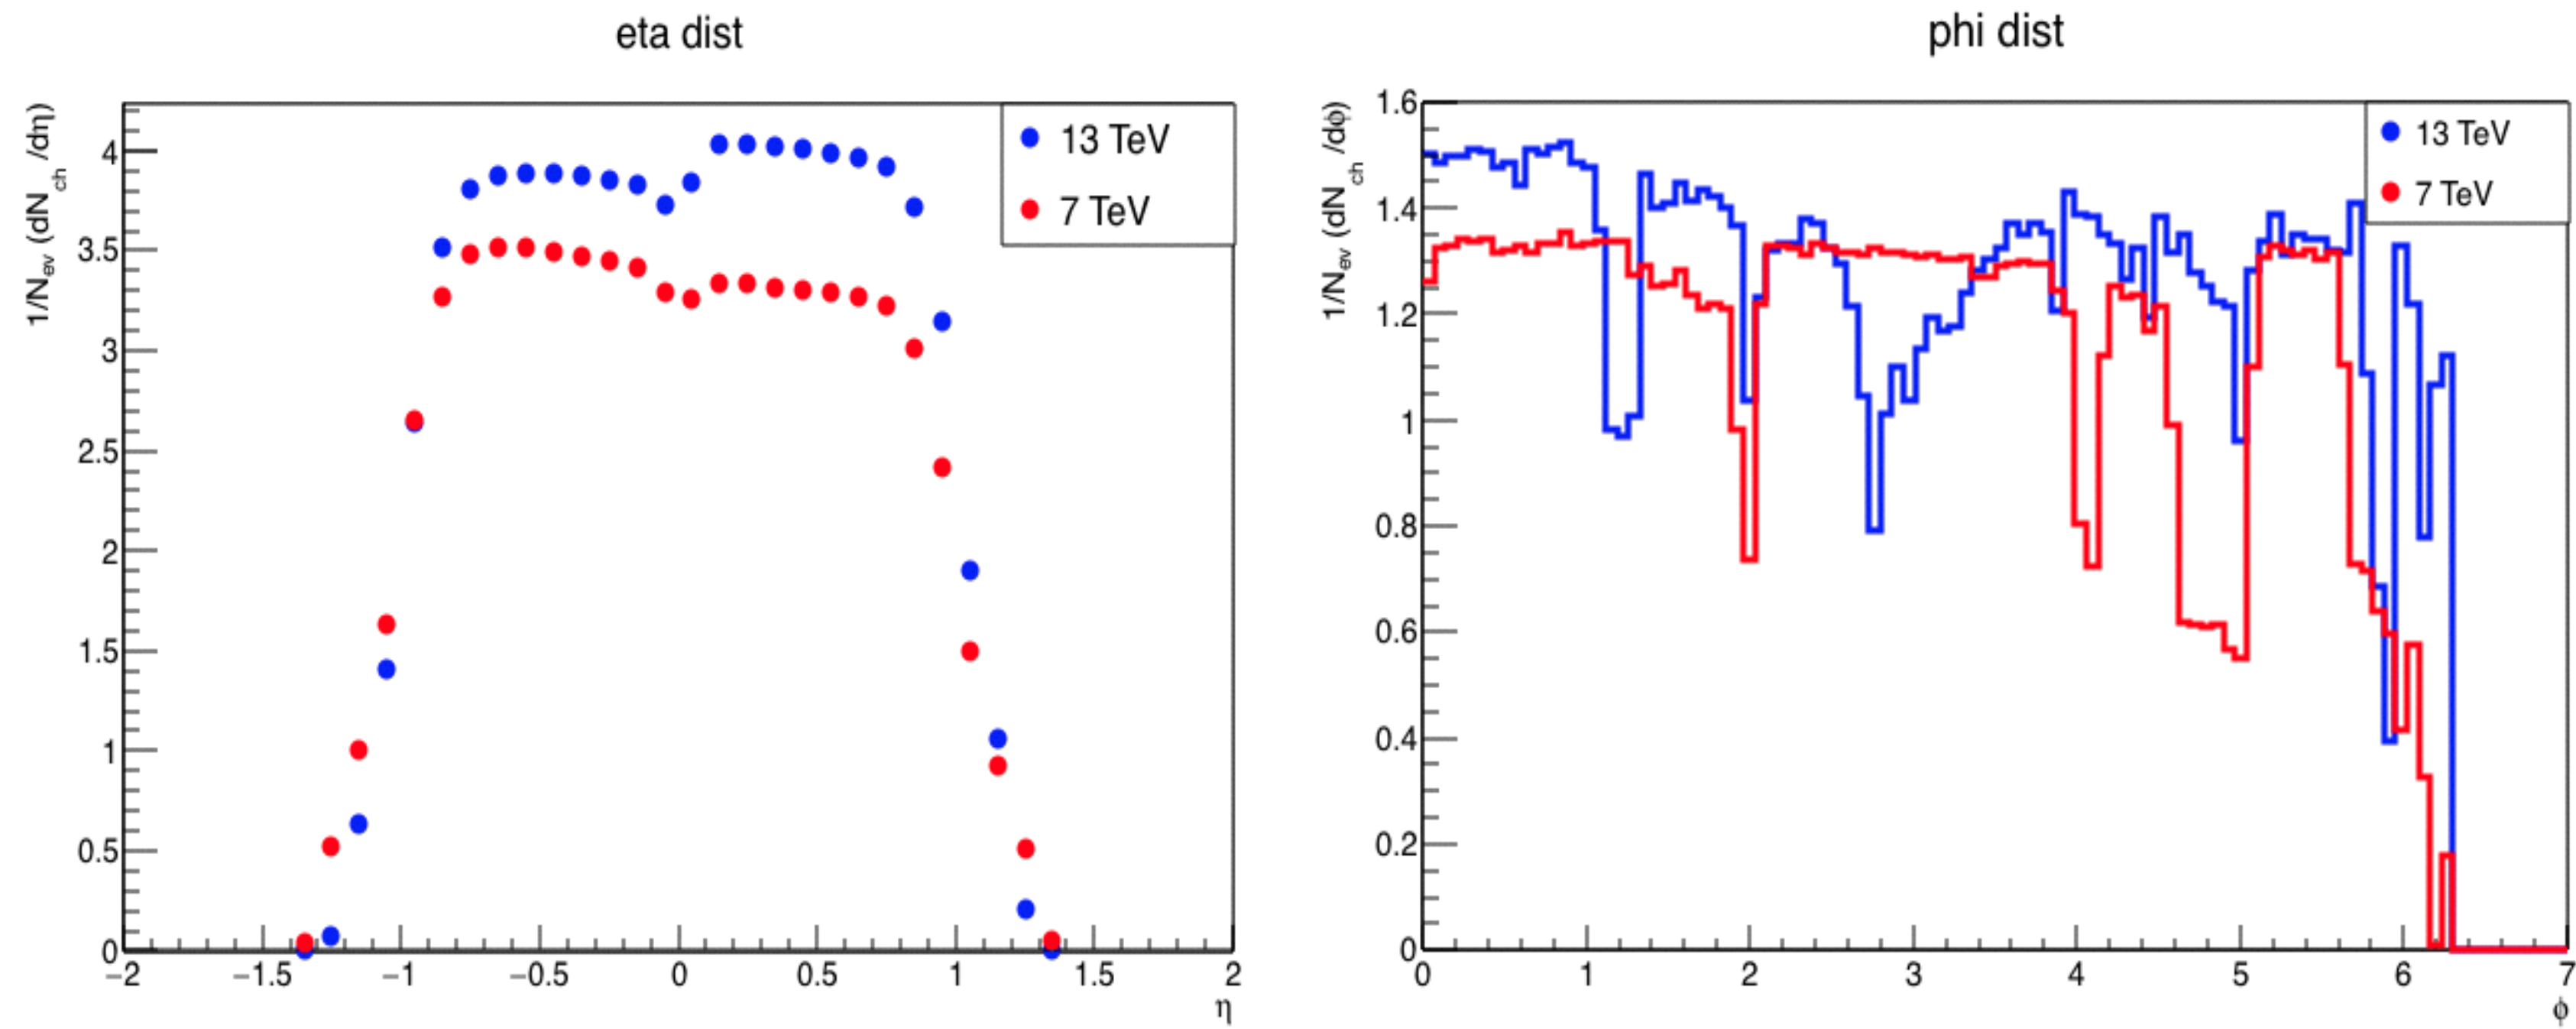 eta dist
1/N_ev (dN_ch /dη)
13 TeV
7 TeV
4
3.5
3
2.5
2
1.5
1
0.5
0
−2 −1.5 −1 −0.5 0 0.5 1 1.5 2
η
phi dist
1/N_ev (dN_ch /dϕ)
13 TeV
7 TeV
1.6
1.4
1.2
1
0.8
0.6
0.4
0.2
0
0 1 2 3 4 5 6 7
ϕ